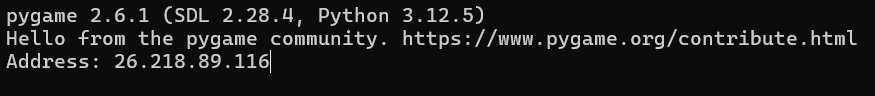 pygame 2.6.1 (SDL 2.28.4, Python 3.12.5)
Hello from the pygame community. https://www.pygame.org/contribute.html
Address: 26.218.89.116